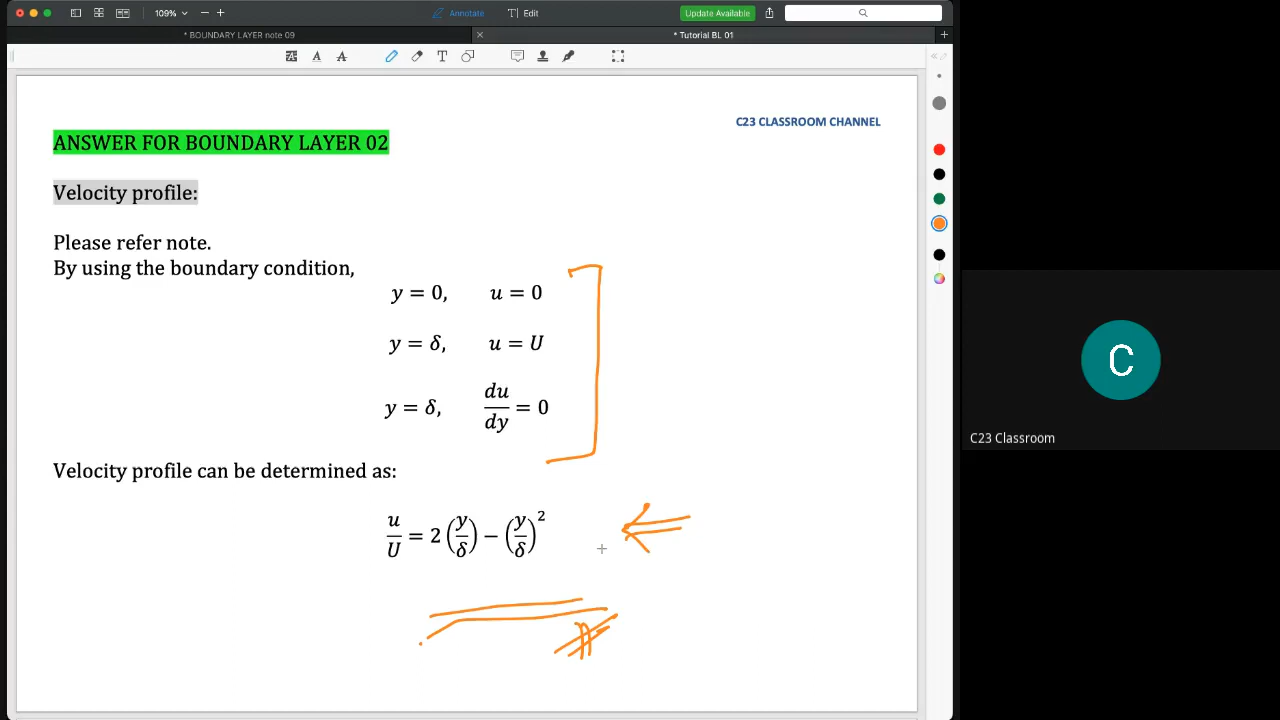 109%
Annotate
Edit
Update Available
* BOUNDARY LAYER note 09
* Tutorial BL 01
C23 CLASSROOM CHANNEL
ANSWER FOR BOUNDARY LAYER 02
Velocity profile:
Please refer note.
By using the boundary condition,
y = 0, u = 0
y = δ, u = U
y = δ, du/dy = 0
Velocity profile can be determined as:
u/U = 2(y/δ) − (y/δ)²
C
C23 Classroom